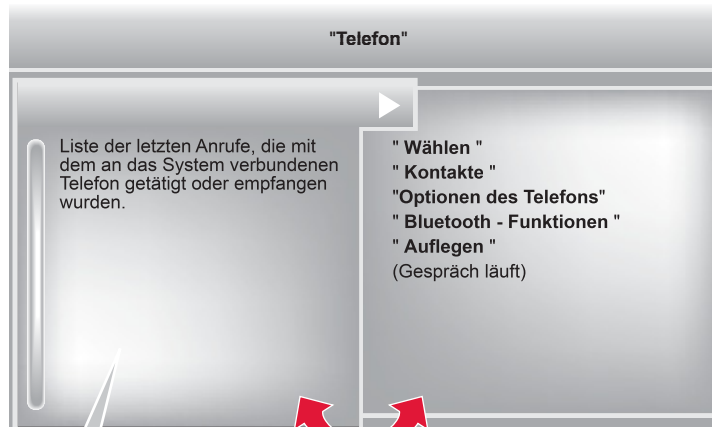 "Telefon"
Liste der letzten Anrufe, die mit
dem an das System verbundenen
Telefon getätigt oder empfangen
wurden.
" Wählen "
" Kontakte "
"Optionen des Telefons"
" Bluetooth - Funktionen "
" Auflegen "
(Gespräch läuft)